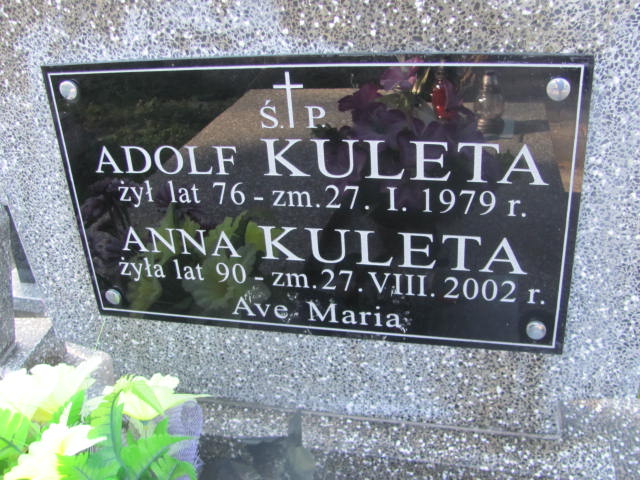 Ś. P.
ADOLF KULETA
żył lat 76 - zm. 27. I. 1979 r.
ANNA KULETA
żyła lat 90 - zm. 27. VIII. 2002 r.
Ave Maria